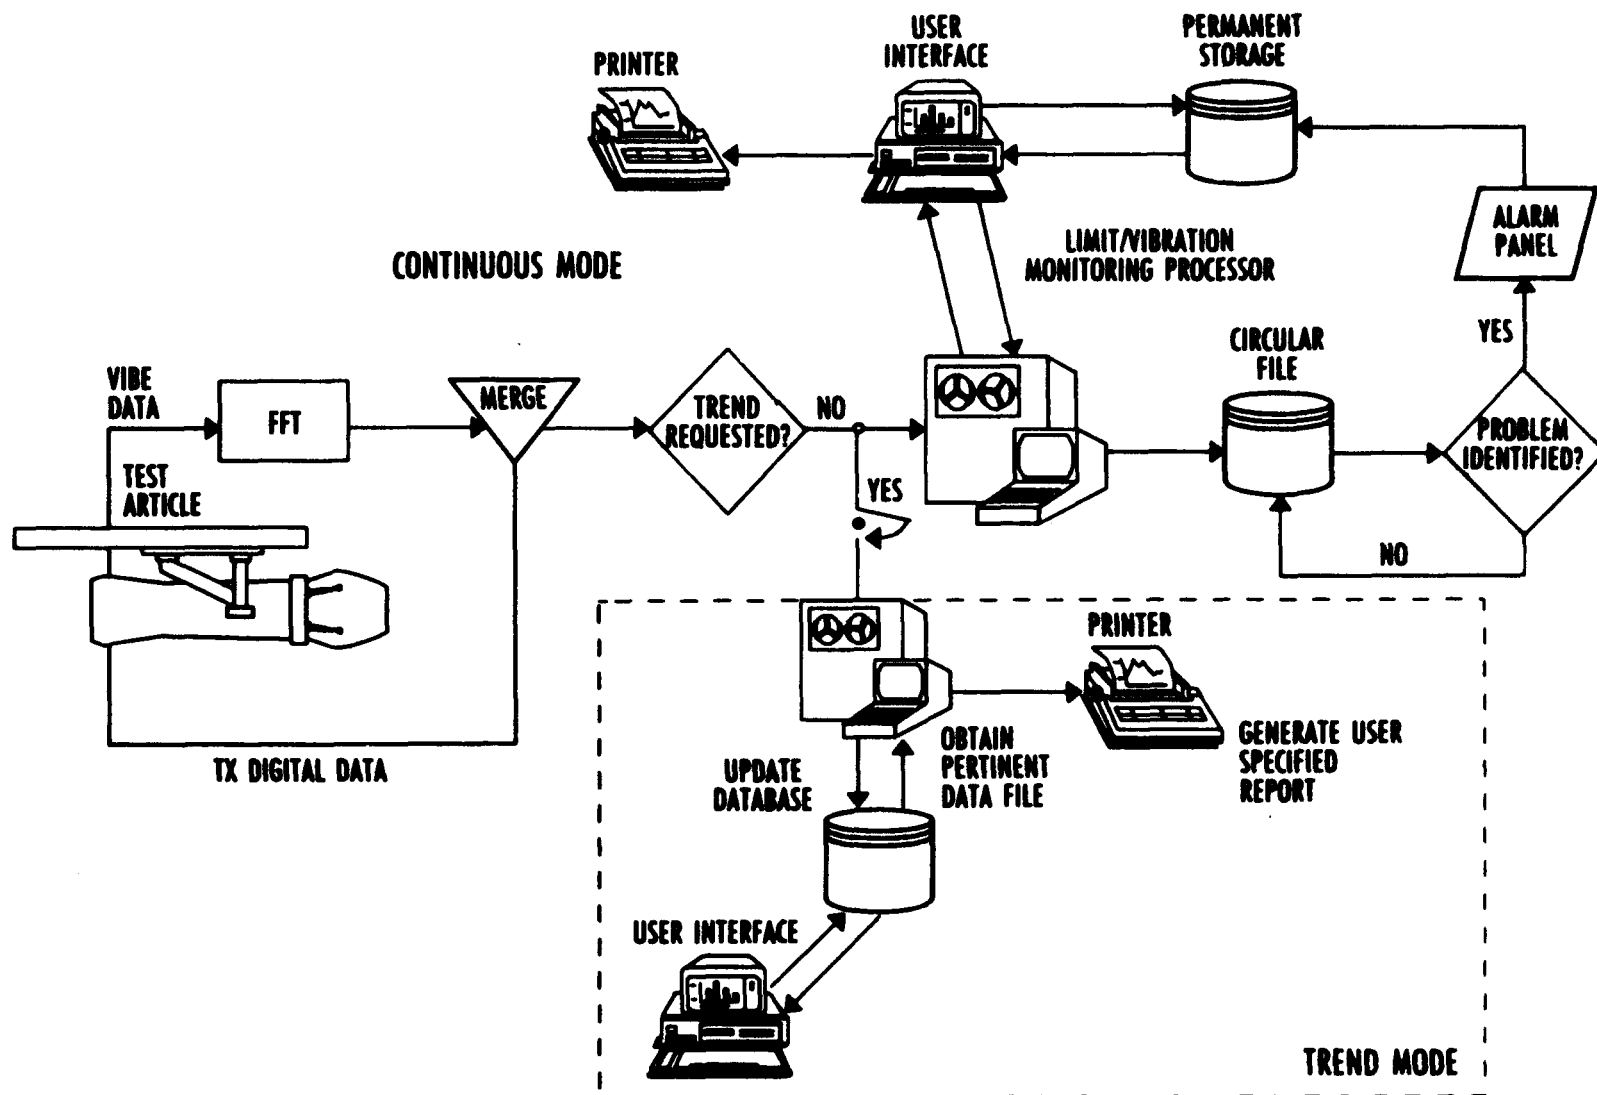 USER
INTERFACE
PERMANENT
STORAGE
PRINTER
ALARM
PANEL
LIMIT/VIBRATION
MONITORING PROCESSOR
CONTINUOUS MODE
YES
CIRCULAR
FILE
VIBE
DATA
FFT
MERGE
TREND
REQUESTED?
NO
PROBLEM
IDENTIFIED?
TEST
ARTICLE
YES
NO
PRINTER
GENERATE USER
SPECIFIED
REPORT
OBTAIN
PERTINENT
DATA FILE
UPDATE
DATABASE
TX DIGITAL DATA
USER INTERFACE
TREND MODE